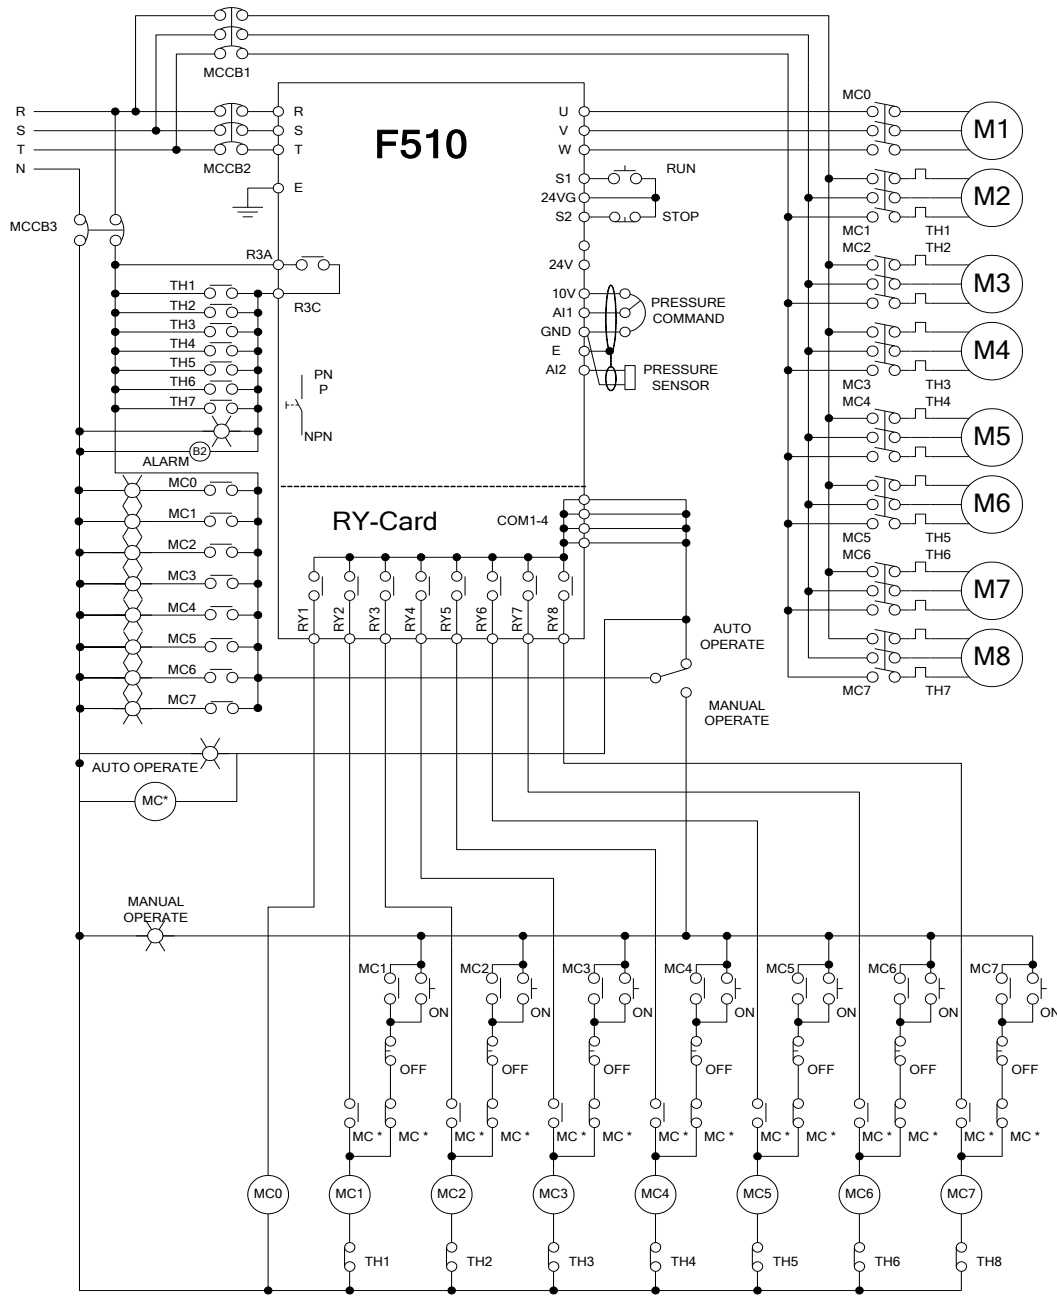 MCCB1
R
S
T
N
MCCB2
MCCB3
R
S
T
E
F510
U
V
W
S1
24VG
S2
24V
10V
AI1
GND
E
AI2
RUN
STOP
PRESSURE
COMMAND
PRESSURE
SENSOR
R3A
R3C
TH1
TH2
TH3
TH4
TH5
TH6
TH7
PN
P
NPN
B2
ALARM
MC0
MC1
MC2
MC3
MC4
MC5
MC6
MC7
RY-Card
COM1-4
RY1
RY2
RY3
RY4
RY5
RY6
RY7
RY8
MC0
M1
M2
MC1
TH1
MC2
TH2
M3
M4
MC3
TH3
MC4
TH4
M5
M6
MC5
TH5
MC6
TH6
M7
M8
MC7
TH7
AUTO
OPERATE
MANUAL
OPERATE
AUTO OPERATE
MC*
MANUAL
OPERATE
MC1
MC2
MC3
MC4
MC5
MC6
MC7
ON
ON
ON
ON
ON
ON
ON
OFF
OFF
OFF
OFF
OFF
OFF
OFF
MC *
MC *
MC *
MC *
MC *
MC *
MC *
MC *
MC *
MC *
MC *
MC *
MC *
MC *
MC0
MC1
MC2
MC3
MC4
MC5
MC6
MC7
TH1
TH2
TH3
TH4
TH5
TH6
TH8